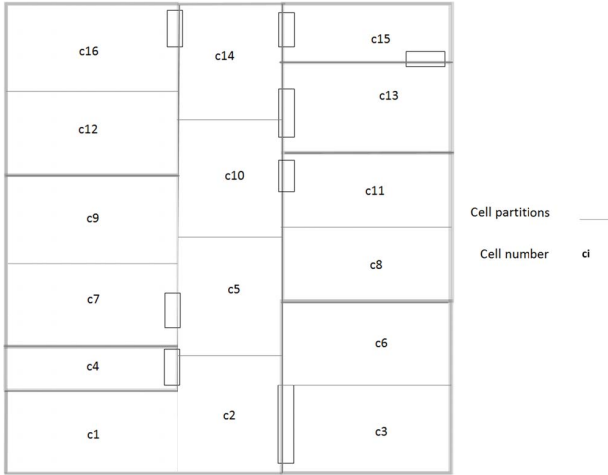 c16
c14
c15
c13
c12
c10
c11
c9
Cell partitions
Cell number ci
c8
c7
c5
c6
c4
c2
c3
c1